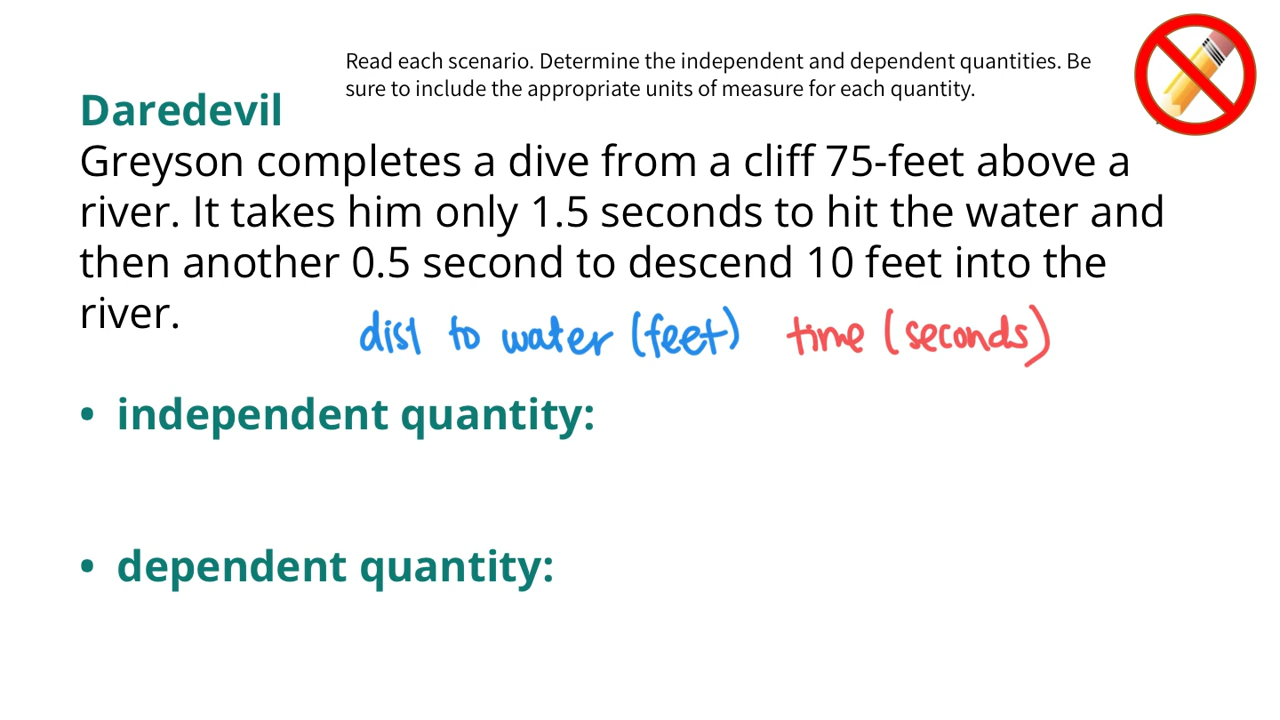 Read each scenario. Determine the independent and dependent quantities. Be
sure to include the appropriate units of measure for each quantity.
Daredevil
Greyson completes a dive from a cliff 75-feet above a
river. It takes him only 1.5 seconds to hit the water and
then another 0.5 second to descend 10 feet into the
river.
dist to water (feet) time (seconds)
• independent quantity:
• dependent quantity: